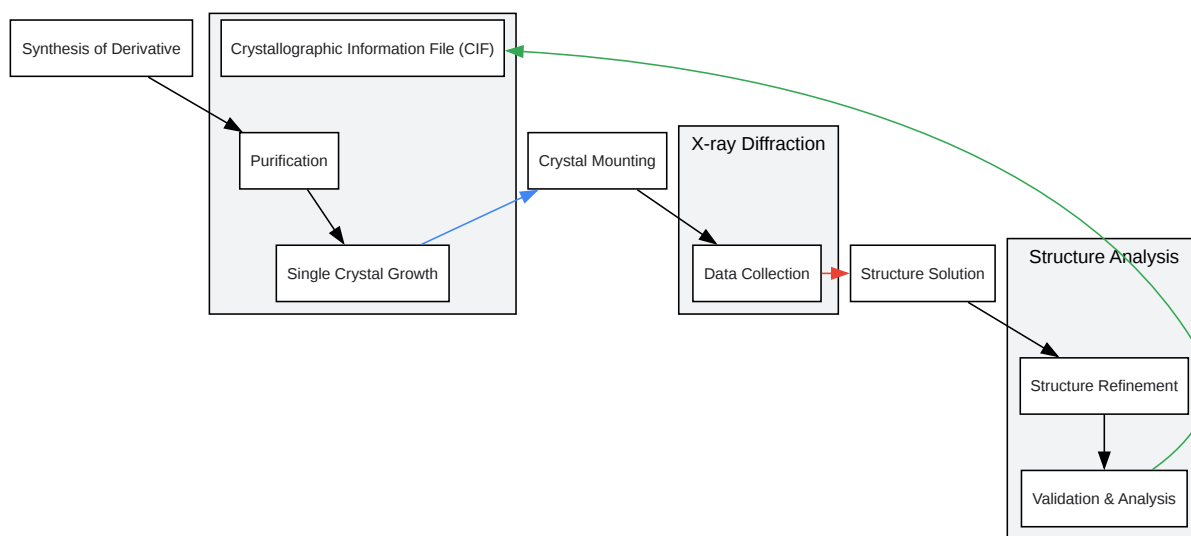 Synthesis of Derivative
Crystallographic Information File (CIF)
Purification
Single Crystal Growth
Crystal Mounting
X-ray Diffraction
Data Collection
Structure Solution
Structure Analysis
Structure Refinement
Validation & Analysis